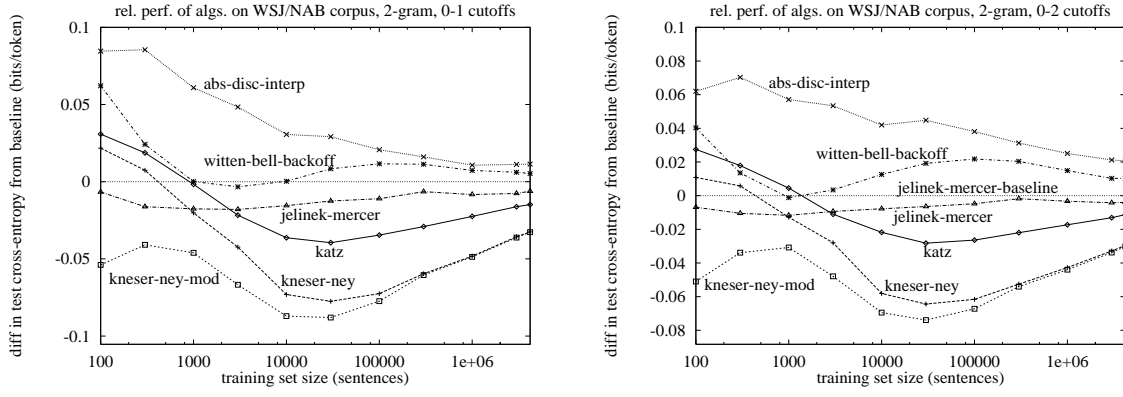 rel. perf. of algs. on WSJ/NAB corpus, 2-gram, 0-1 cutoffs
diff in test cross-entropy from baseline (bits/token)
0.1
0.05
0
-0.05
-0.1
abs-disc-interp
witten-bell-backoff
jelinek-mercer
katz
kneser-ney
kneser-ney-mod
100 1000 10000 100000 1e+06
training set size (sentences)
rel. perf. of algs. on WSJ/NAB corpus, 2-gram, 0-2 cutoffs
diff in test cross-entropy from baseline (bits/token)
0.1
0.08
0.06
0.04
0.02
0
-0.02
-0.04
-0.06
-0.08
abs-disc-interp
witten-bell-backoff
jelinek-mercer-baseline
jelinek-mercer
katz
kneser-ney
kneser-ney-mod
100 1000 10000 100000 1e+06
training set size (sentences)